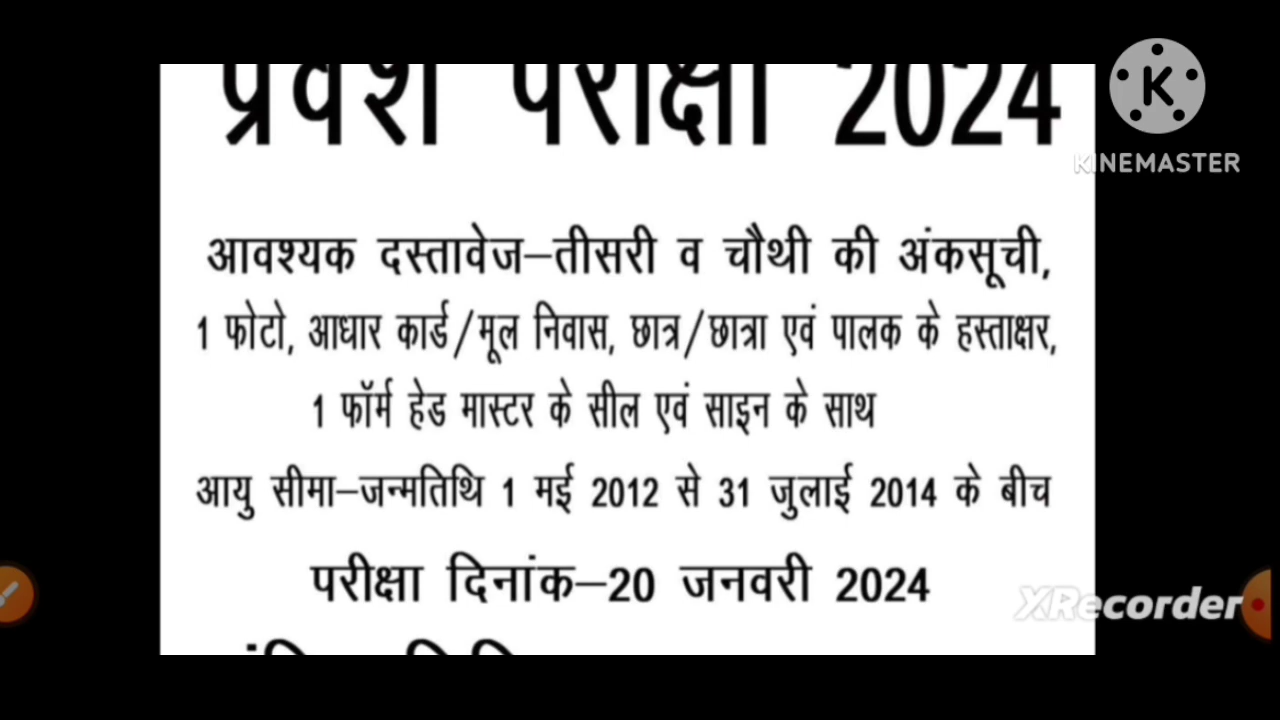 प्रवेश परीक्षा 2024
KINEMASTER
आवश्यक दस्तावेज–तीसरी व चौथी की अंकसूची,
1 फोटो, आधार कार्ड/मूल निवास, छात्र/छात्रा एवं पालक के हस्ताक्षर,
1 फॉर्म हेड मास्टर के सील एवं साइन के साथ
आयु सीमा–जन्मतिथि 1 मई 2012 से 31 जुलाई 2014 के बीच
परीक्षा दिनांक–20 जनवरी 2024
XRecorder